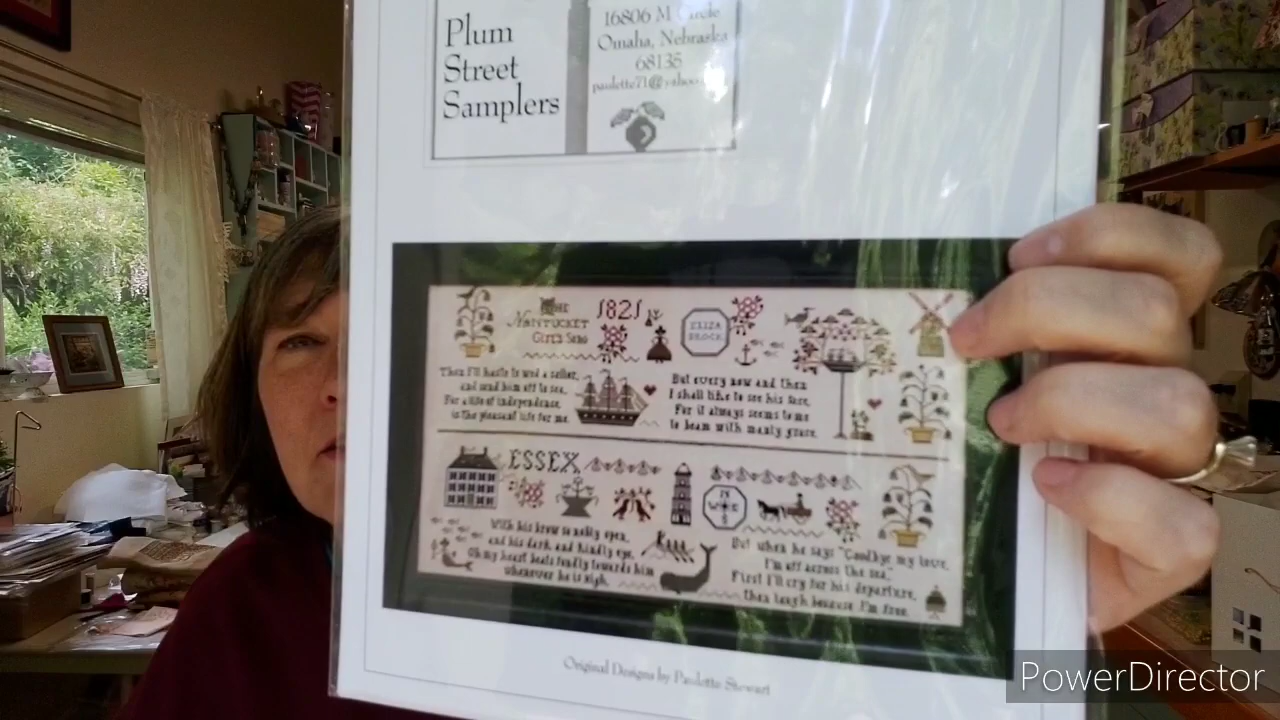 Plum
Street
Samplers
16806 M Circle
Omaha, Nebraska
68135
paulette71@yahoo
THE
NANTUCKET
Girl's Song
1821
ELIZA
BROCK
Then I'll haste to wed a sailor,
and send him off to sea,
For a life of independence,
is the pleasant life for me.
But every now and then
I shall like to see his face,
For it always seems to me
to beam with manly grace.
ESSEX
N
W E
S
With his brow so nobly open,
and his dark and kindly eye,
Oh my heart beats fondly towards him
whenever he is nigh.
But when he says "Goodbye my love,
I'm off across the sea,"
First I'll cry for his departure,
then laugh because I'm free.
Original Designs by Paulette Stewart
PowerDirector